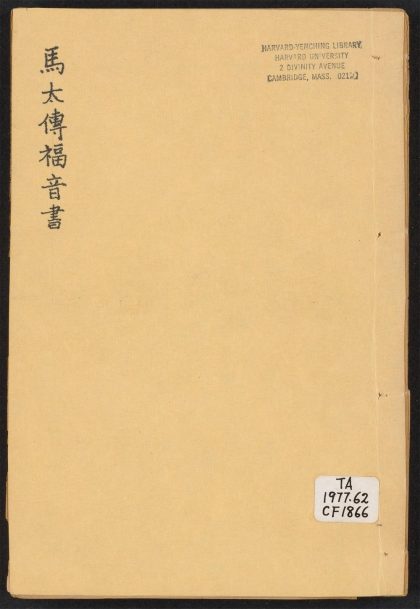 馬太傳福音書
HARVARD-YENCHING LIBRARY
HARVARD UNIVERSITY
2 DIVINITY AVENUE
CAMBRIDGE, MASS. 02138
TA
1977.62
CF1866